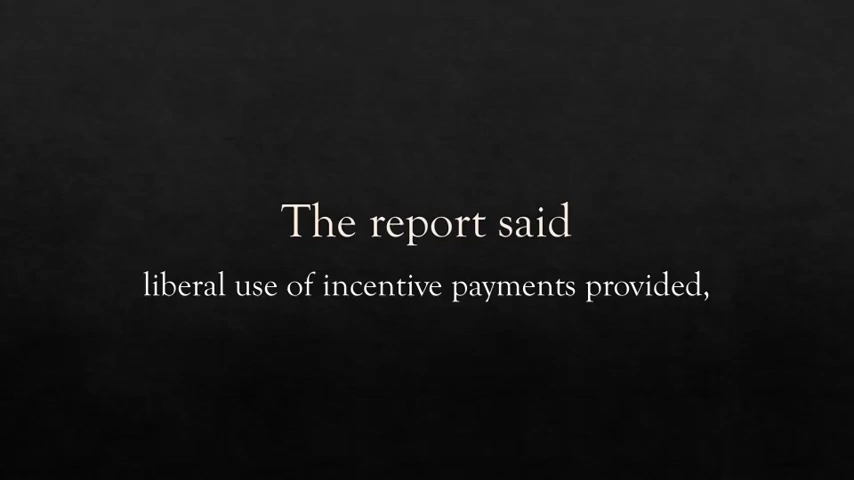 The report said
liberal use of incentive payments provided,